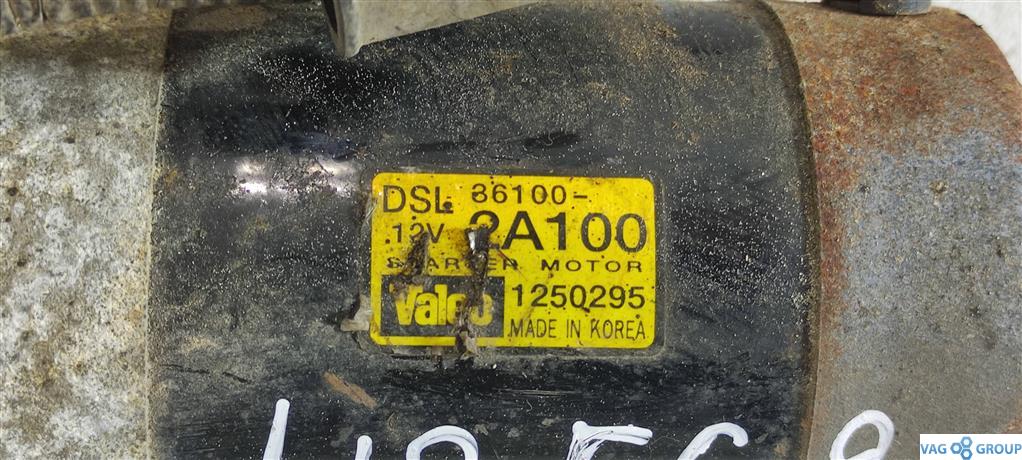 DSL 36100-
12V 2A100
STARTER MOTOR
Valeo 1250295
MADE IN KOREA
VAG GROUP